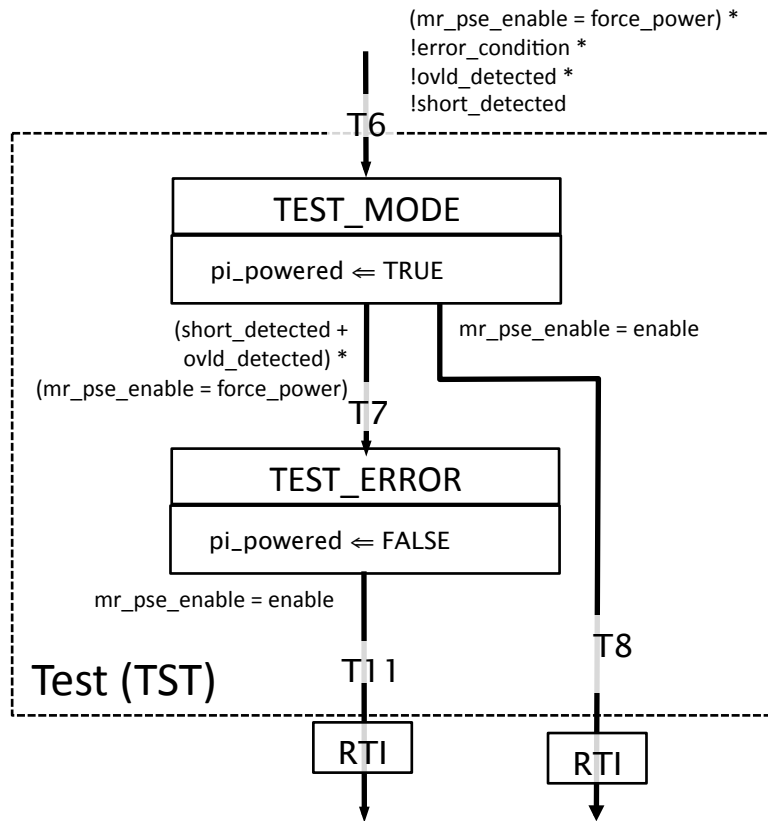 (mr_pse_enable = force_power) *
!error_condition *
!ovld_detected *
!short_detected
T6
TEST_MODE
pi_powered ⇐ TRUE
(short_detected +
ovld_detected) *
(mr_pse_enable = force_power)
mr_pse_enable = enable
T7
TEST_ERROR
pi_powered ⇐ FALSE
mr_pse_enable = enable
T8
Test (TST)
T11
RTI
RTI